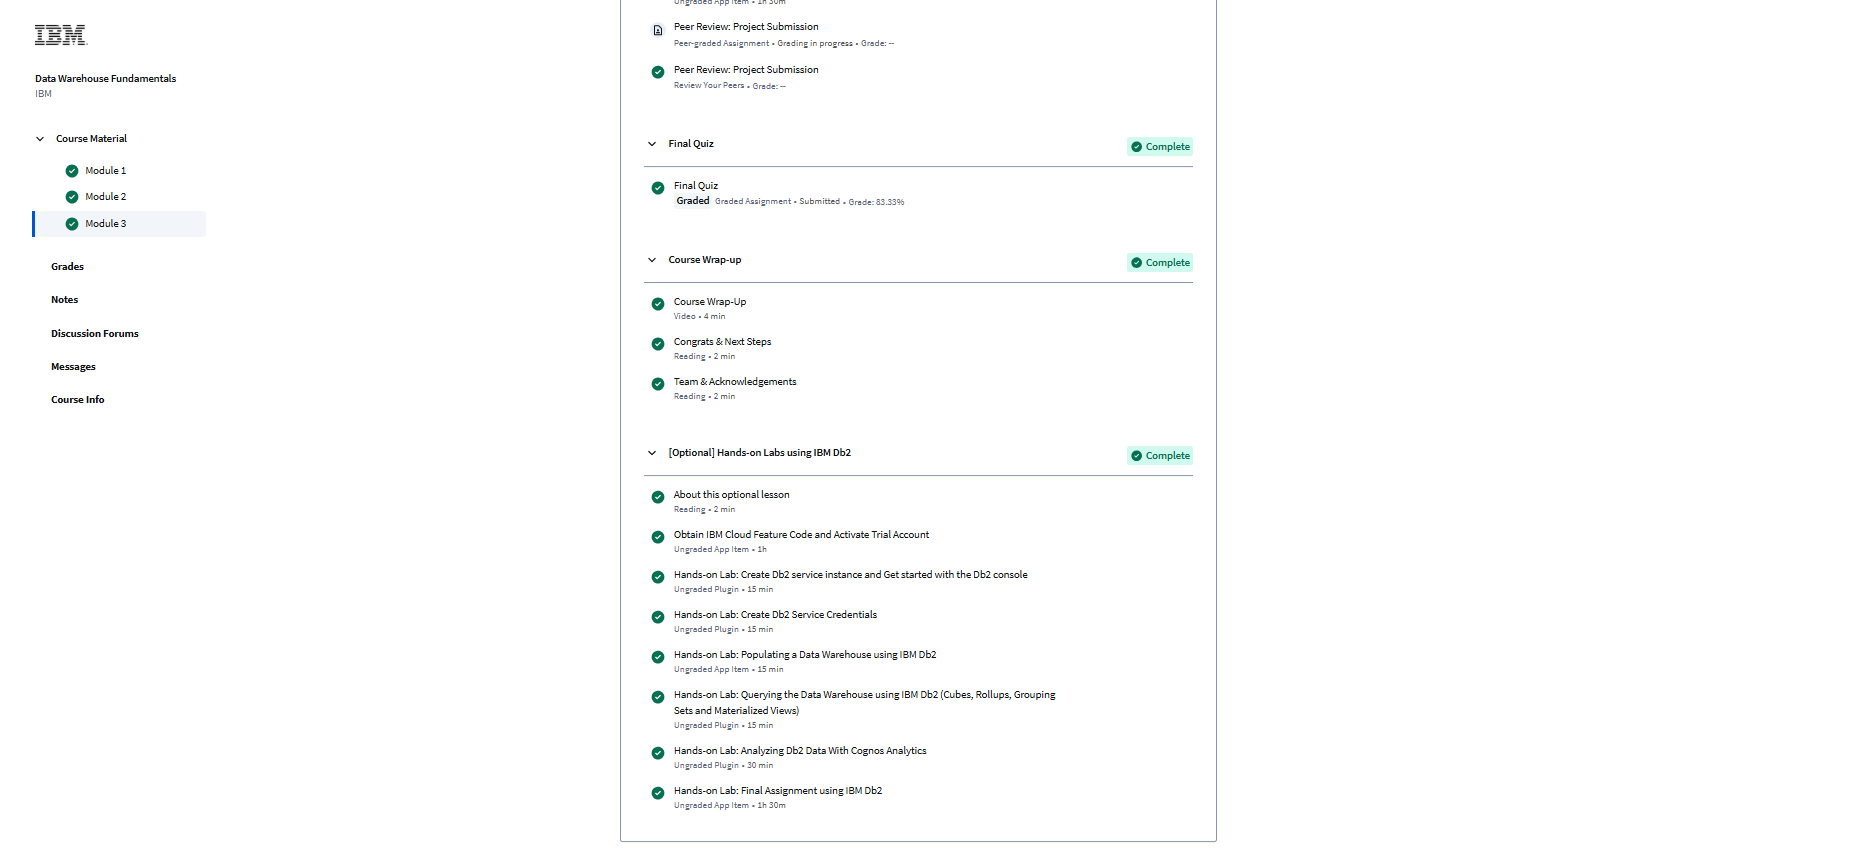 IBM
Data Warehouse Fundamentals
IBM
Course Material
Module 1
Module 2
Module 3
Grades
Notes
Discussion Forums
Messages
Course Info
Ungraded App Item • 1h 30m
Peer Review: Project Submission
Peer-graded Assignment • Grading in progress • Grade: --
Peer Review: Project Submission
Review Your Peers • Grade: --
Final Quiz
Complete
Final Quiz
Graded Graded Assignment • Submitted • Grade: 83.33%
Course Wrap-up
Complete
Course Wrap-Up
Video • 4 min
Congrats & Next Steps
Reading • 2 min
Team & Acknowledgements
Reading • 2 min
[Optional] Hands-on Labs using IBM Db2
Complete
About this optional lesson
Reading • 2 min
Obtain IBM Cloud Feature Code and Activate Trial Account
Ungraded App Item • 1h
Hands-on Lab: Create Db2 service instance and Get started with the Db2 console
Ungraded Plugin • 15 min
Hands-on Lab: Create Db2 Service Credentials
Ungraded Plugin • 15 min
Hands-on Lab: Populating a Data Warehouse using IBM Db2
Ungraded App Item • 15 min
Hands-on Lab: Querying the Data Warehouse using IBM Db2 (Cubes, Rollups, Grouping
Sets and Materialized Views)
Ungraded Plugin • 15 min
Hands-on Lab: Analyzing Db2 Data With Cognos Analytics
Ungraded Plugin • 30 min
Hands-on Lab: Final Assignment using IBM Db2
Ungraded App Item • 1h 30m